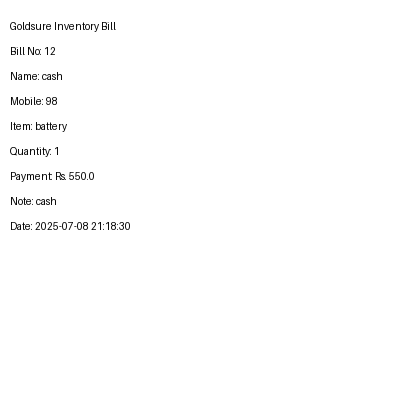 Goldsure Inventory Bill
Bill No: 12
Name: cash
Mobile: 98
Item: battery
Quantity: 1
Payment: Rs. 550.0
Note: cash
Date: 2025-07-08 21:18:30